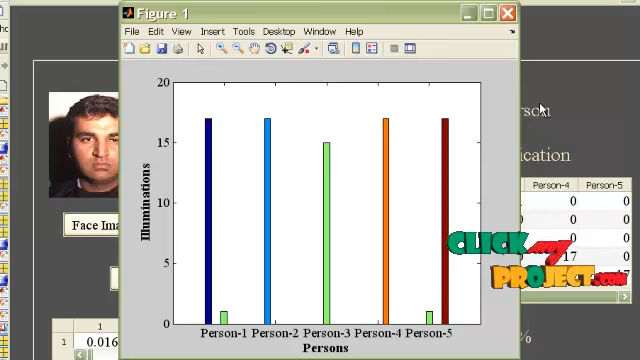 Figure 1
File Edit View Insert Tools Desktop Window Help
20
15
10
5
0
Illuminations
Person-1 Person-2 Person-3 Person-4 Person-5
Persons
Face Ima
1
1 0.016
Person-4 Person-5
0 0
0
0
17
%
CLICK my
PROJECT.com